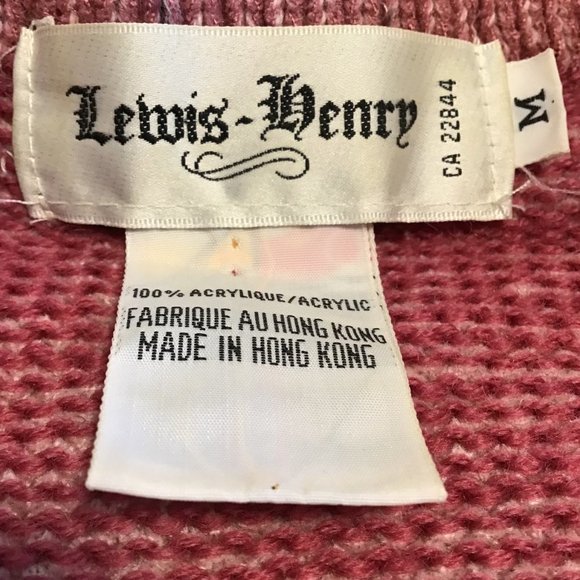 Lewis-Henry
CA 22844
M
100% ACRYLIQUE/ACRYLIC
FABRIQUE AU HONG KONG
MADE IN HONG KONG